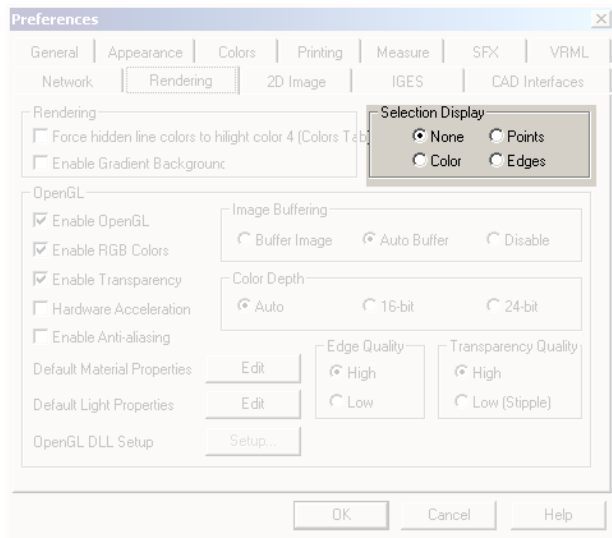 Preferences
General Appearance Colors Printing Measure SFX VRML
Network Rendering 2D Image IGES CAD Interfaces
Rendering
Force hidden line colors to hilight color 4 (Colors Tab)
Enable Gradient Background
Selection Display
None Points
Color Edges
OpenGL
Enable OpenGL
Enable RGB Colors
Enable Transparency
Hardware Acceleration
Enable Anti-aliasing
Image Buffering
Buffer Image Auto Buffer Disable
Color Depth
Auto 16-bit 24-bit
Default Material Properties Edit
Default Light Properties Edit
OpenGL DLL Setup Setup...
Edge Quality
High
Low
Transparency Quality
High
Low (Stipple)
OK Cancel Help